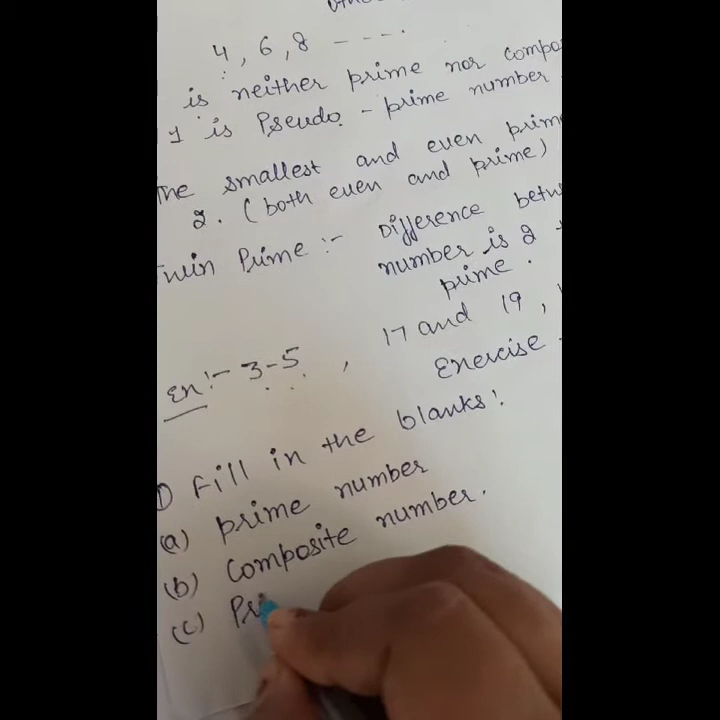 4, 6, 8 ----.
is neither prime nor compo
1 is Pseudo - prime number
The smallest and even prime
2. (both even and prime)
Twin Prime :- Difference betw
number is 2
prime.
Ex:- 3-5, 17 and 19,
Exercise
1) Fill in the blanks:
(a) prime number
(b) Composite number.
(c) Pri